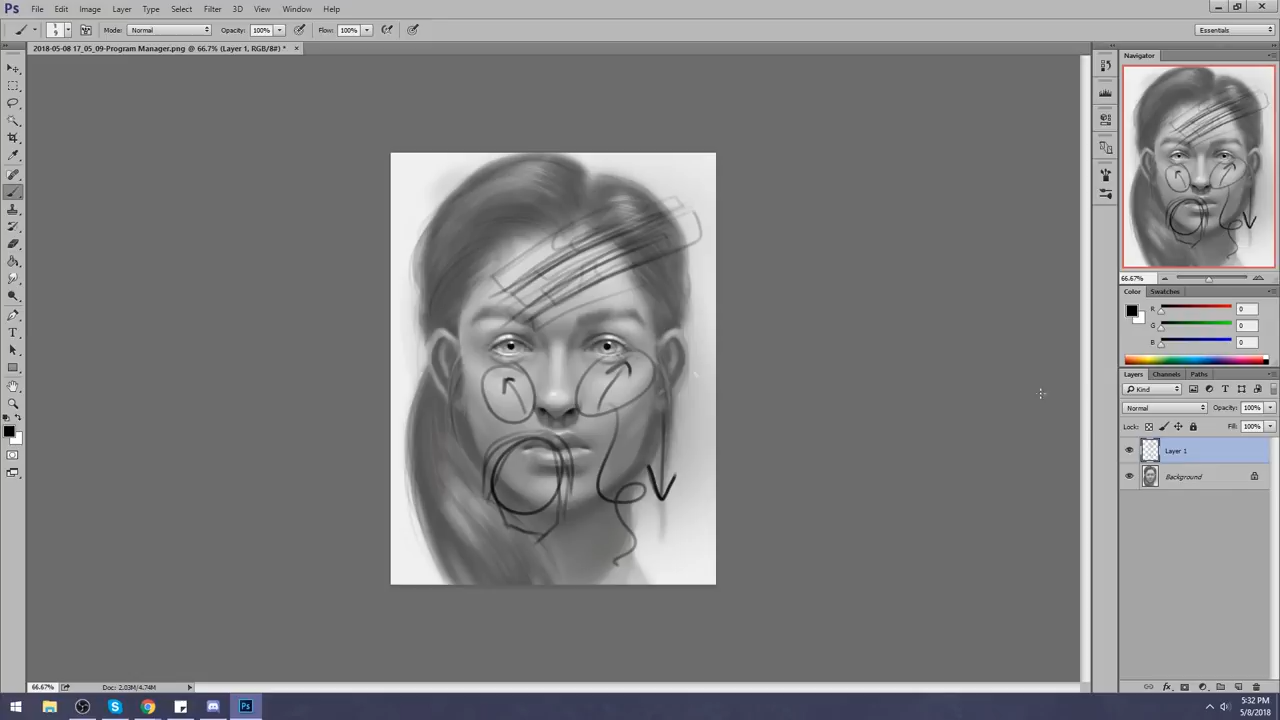 Ps File Edit Image Layer Type Select Filter 3D View Window Help
9 Mode: Normal Opacity: 100% Flow: 100% Essentials
2018-05-08 17_05_09-Program Manager.png @ 66.7% (Layer 1, RGB/8#) * ×
Navigator
66.67%
Color Swatches
R 0
G 0
B 0
Layers Channels Paths
Kind
Normal Opacity: 100%
Lock: Fill: 100%
Layer 1
Background
66.67% Doc: 2.03M/4.74M
Ps 5:32 PM
5/8/2018